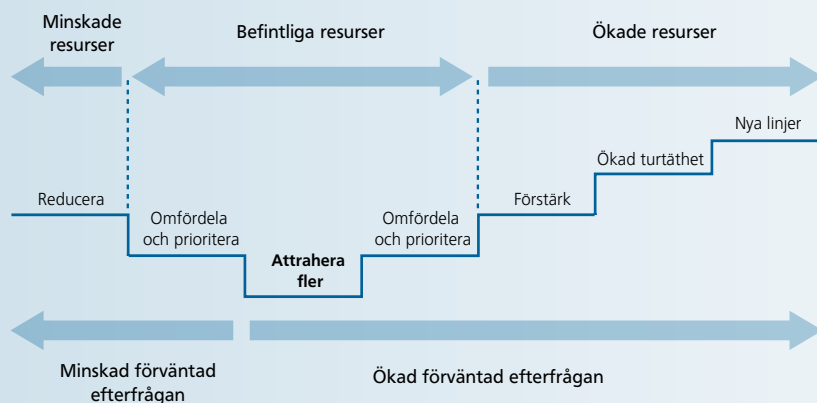 Minskade
resurser
Befintliga resurser
Ökade resurser
Nya linjer
Ökad turtäthet
Reducera
Förstärk
Omfördela
och prioritera
Omfördela
och prioritera
Attrahera
fler
Minskad förväntad
efterfrågan
Ökad förväntad efterfrågan